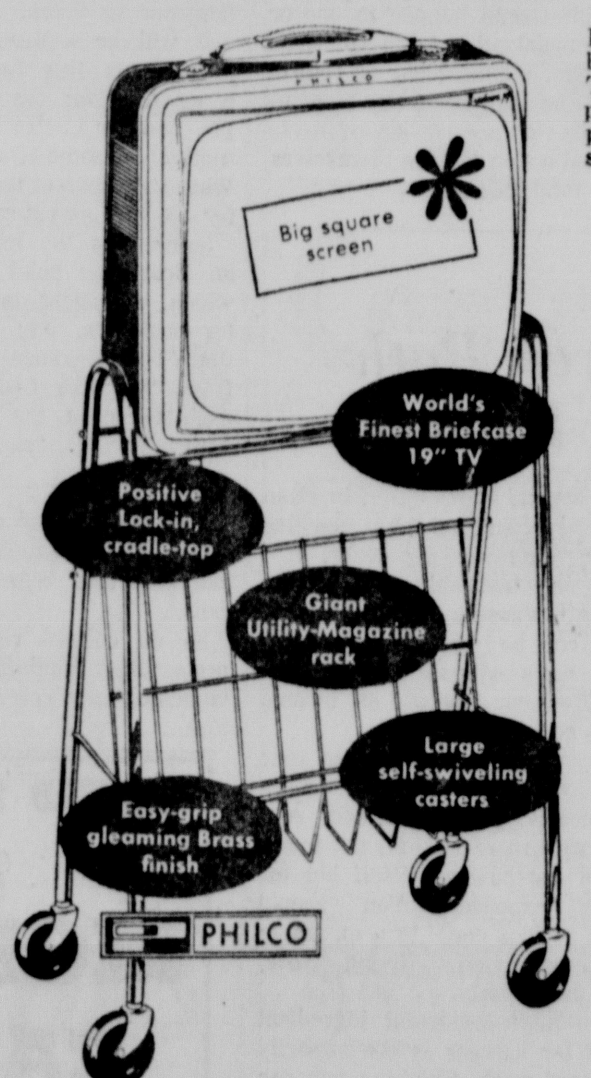 PHILCO
Big square
screen
World's
Finest Briefcase
19" TV
Positive
Lock-in,
cradle-top
Giant
Utility-Magazine
rack
Large
self-swiveling
casters
Easy-grip
gleaming Brass
finish
PHILCO